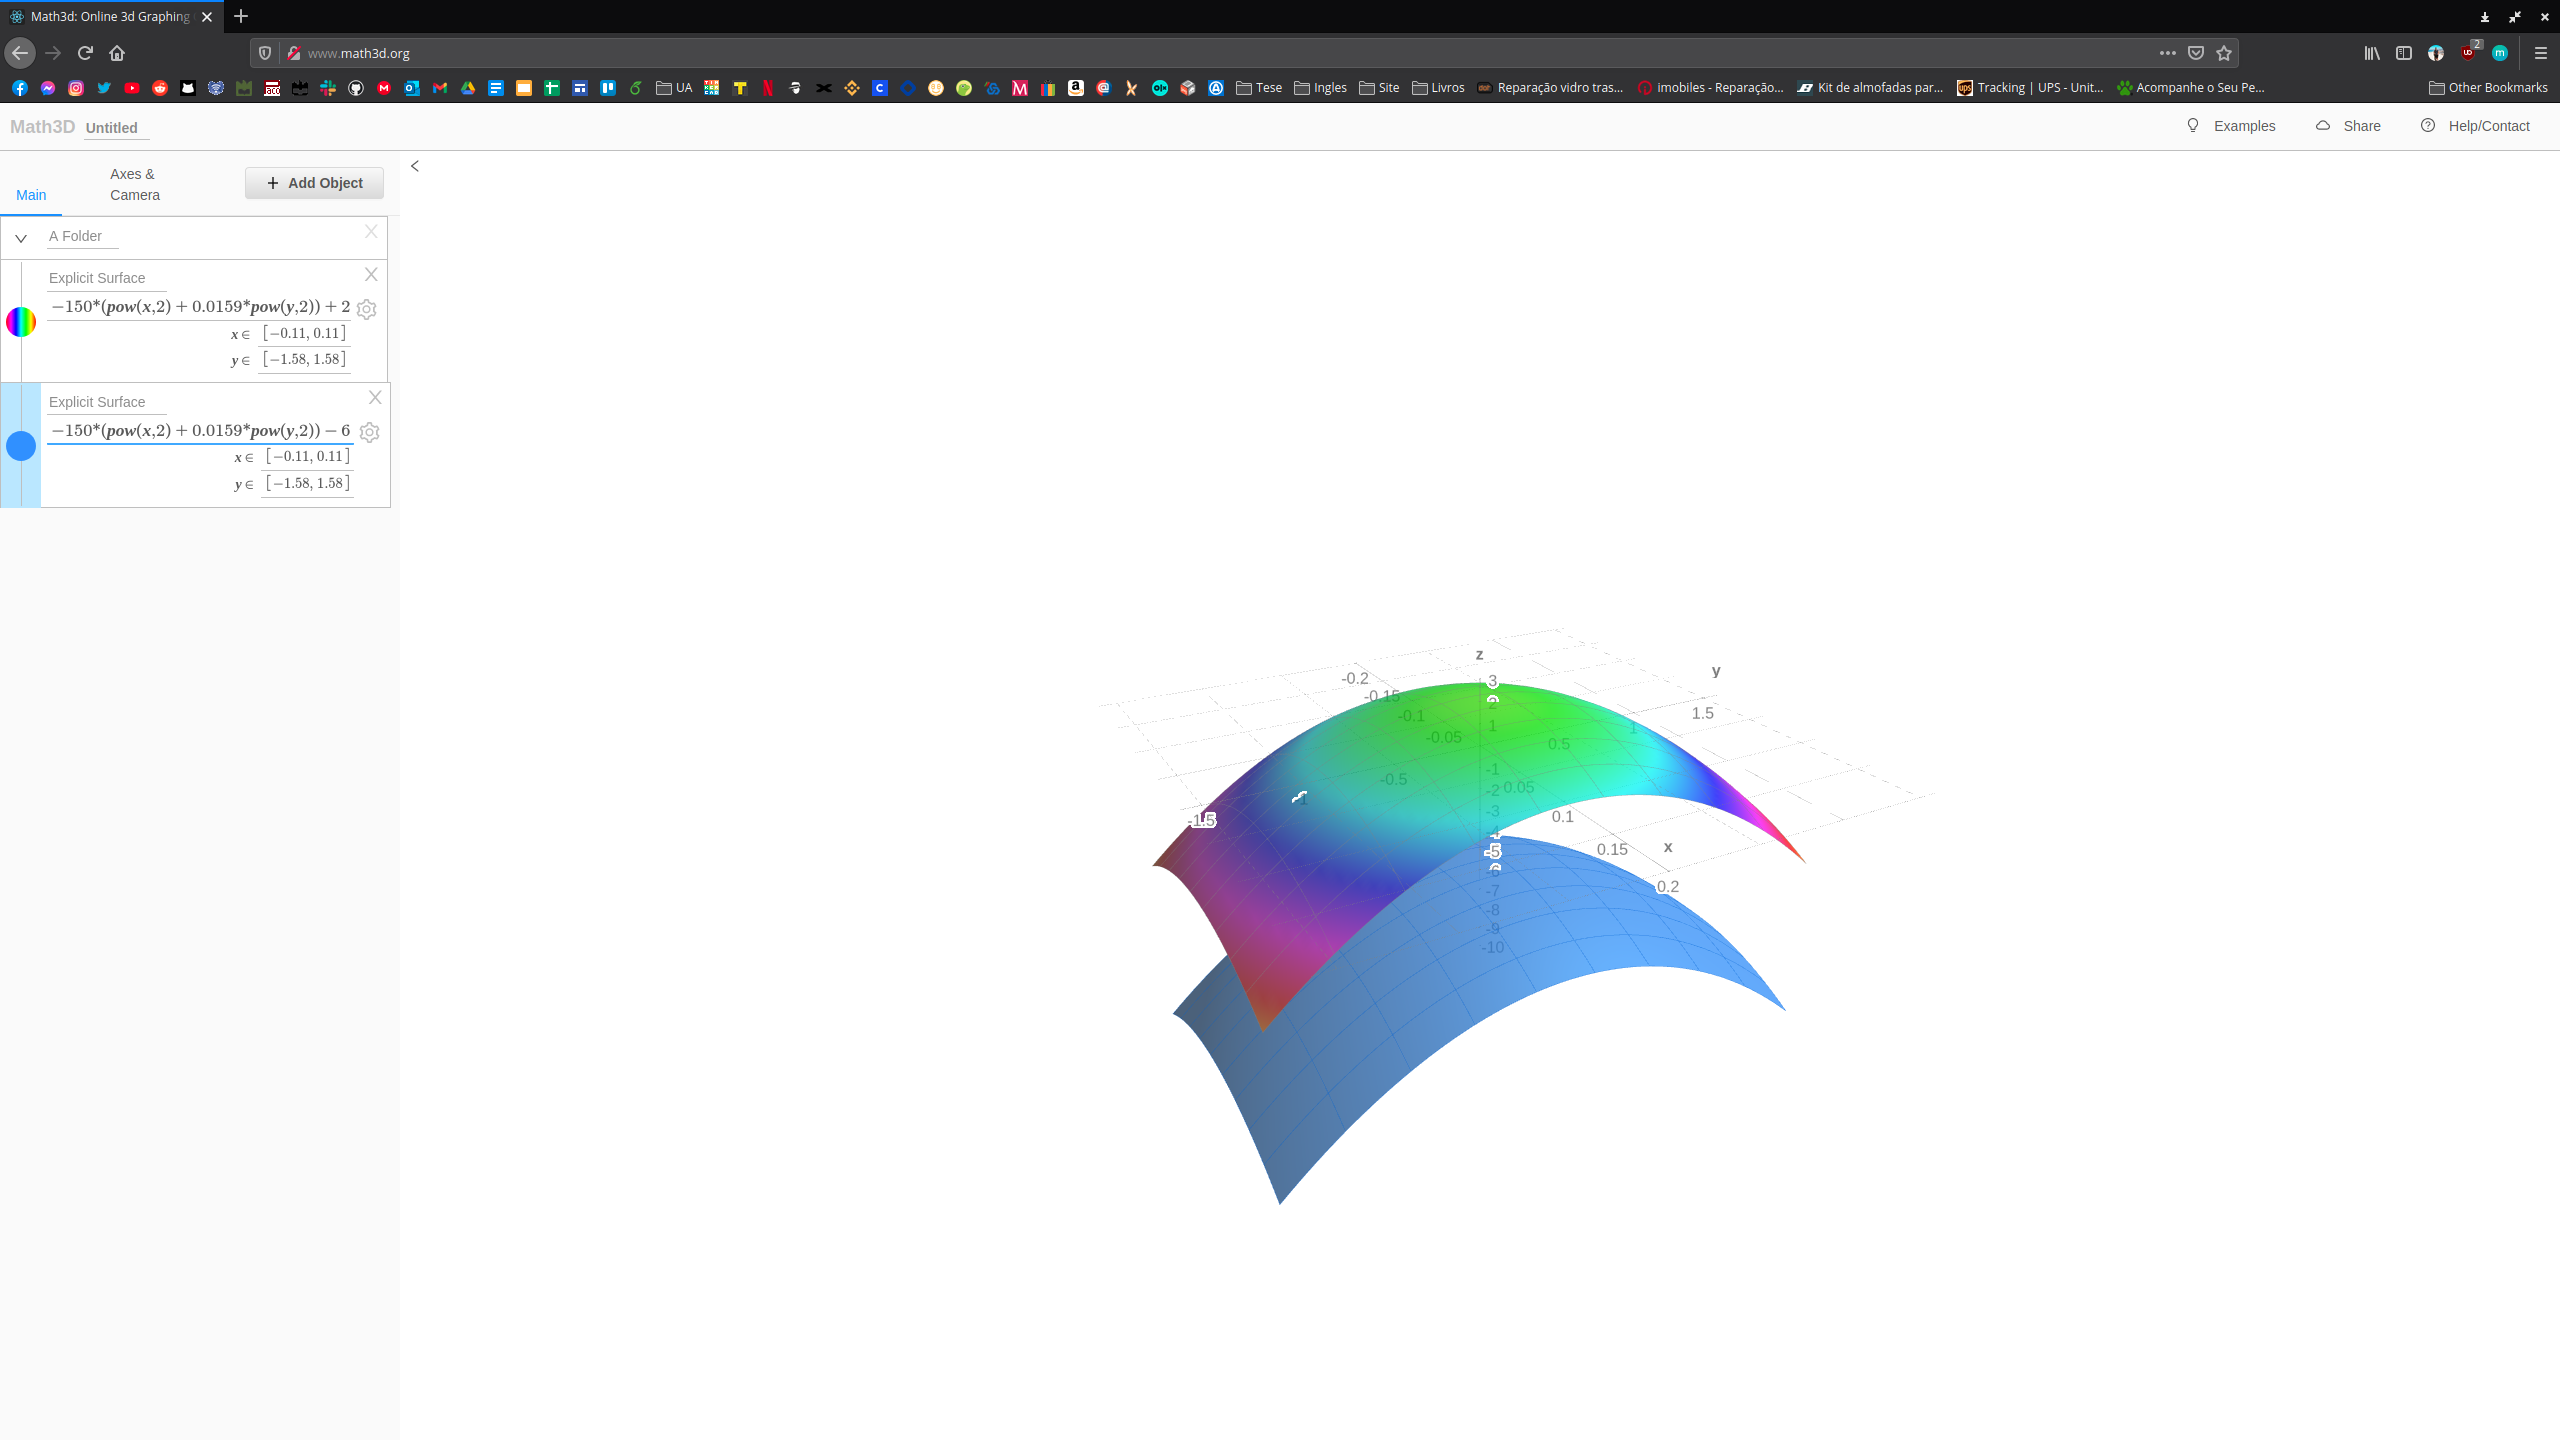 Math3d: Online 3d Graphing
www.math3d.org
2
UA
Tese
Ingles
Site
Livros
Reparação vidro tras...
imobiles - Reparação...
Kit de almofadas par...
Tracking | UPS - Unit...
Acompanhe o Seu Pe...
Other Bookmarks
Math3D Untitled
Examples
Share
Help/Contact
Main
Axes &
Camera
+ Add Object
A Folder
Explicit Surface
−150*(pow(x,2) + 0.0159*pow(y,2)) + 2
x ∈ [−0.11, 0.11]
y ∈ [−1.58, 1.58]
Explicit Surface
−150*(pow(x,2) + 0.0159*pow(y,2)) − 6
x ∈ [−0.11, 0.11]
y ∈ [−1.58, 1.58]
z
y
-0.2
3
-0.15
2
1.5
-0.1
1
1
-0.05
0.5
-1
-0.5
-2
0.05
-1
-3
0.1
-1.5
-4
x
0.15
-5
-6
0.2
-7
-8
-9
-10